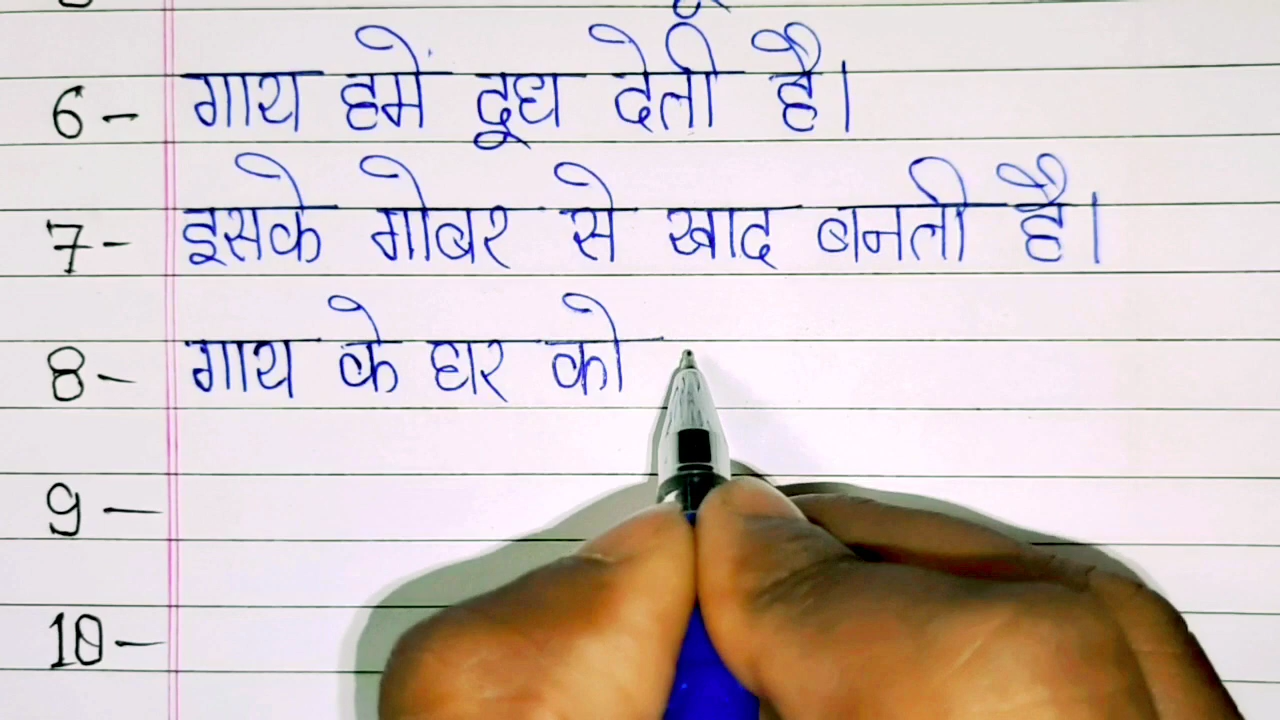 6- गाय हमें दूध देती है।
7- इसके गोबर से खाद बनती है।
8- गाय के घर को
9-
10-